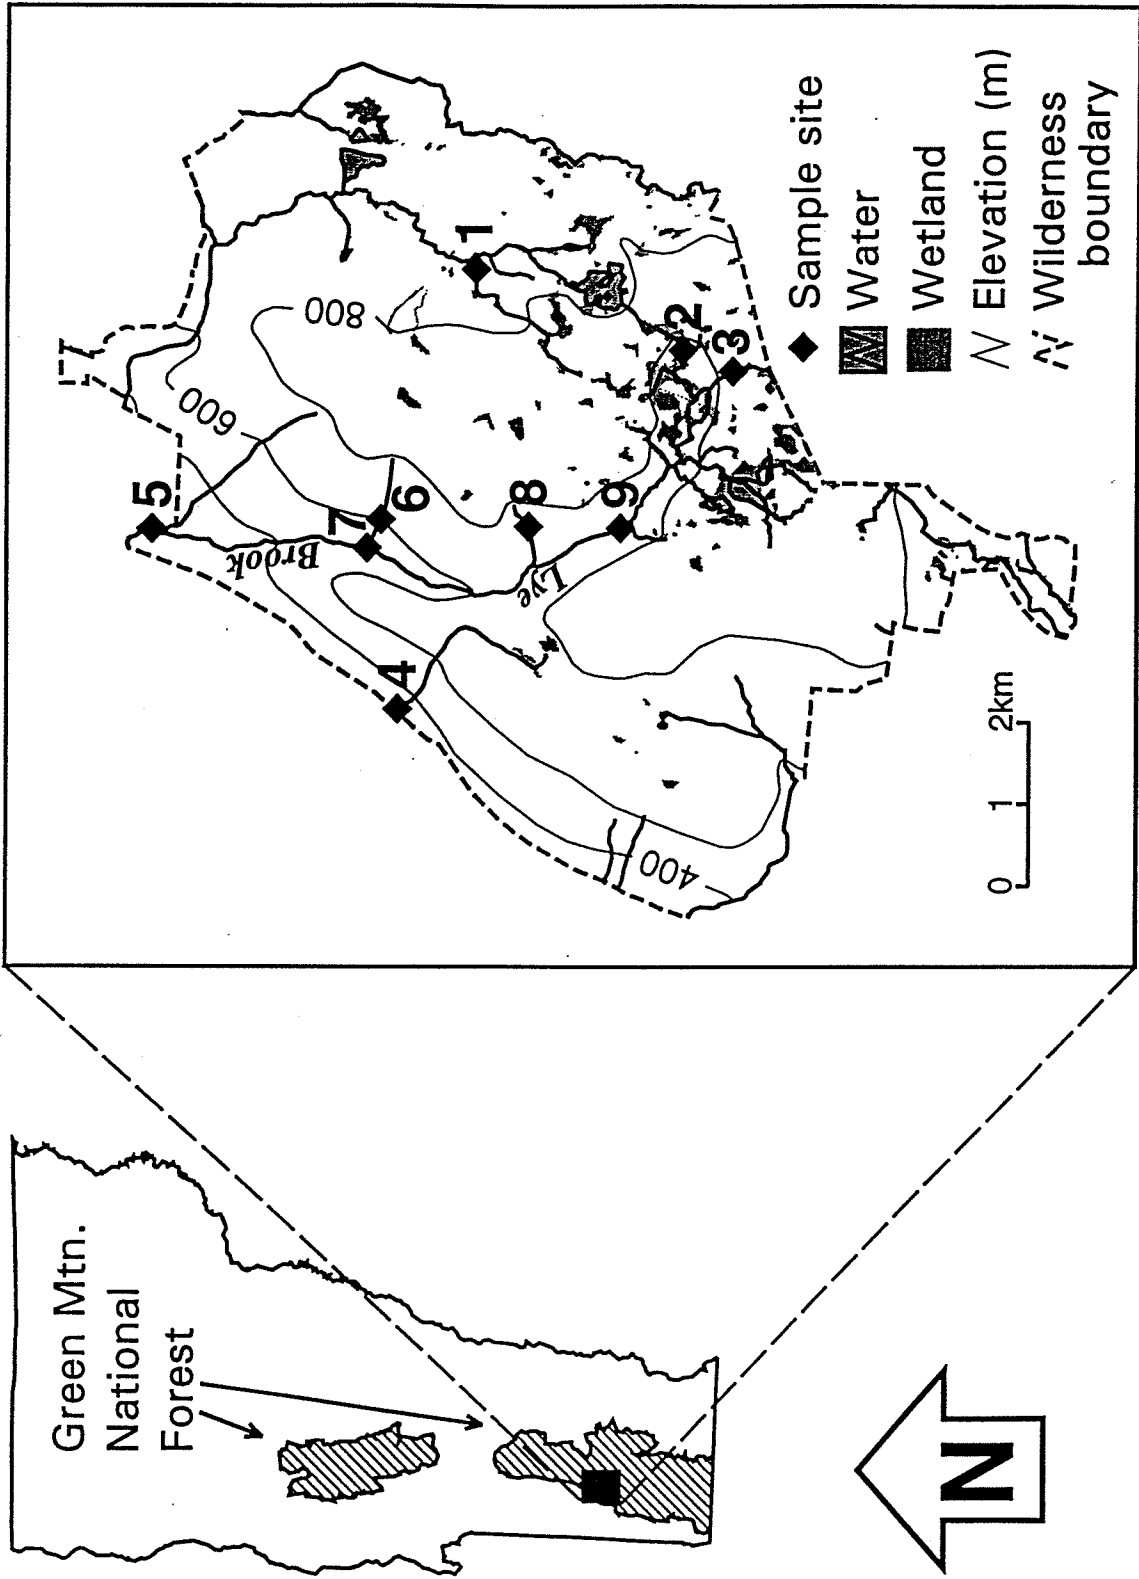 Green Mtn.
National
Forest
N
800
600
400
1
2
3
4
5
6
7
8
9
Lye
Brook
0 1 2km
Sample site
Water
Wetland
Elevation (m)
Wilderness
boundary